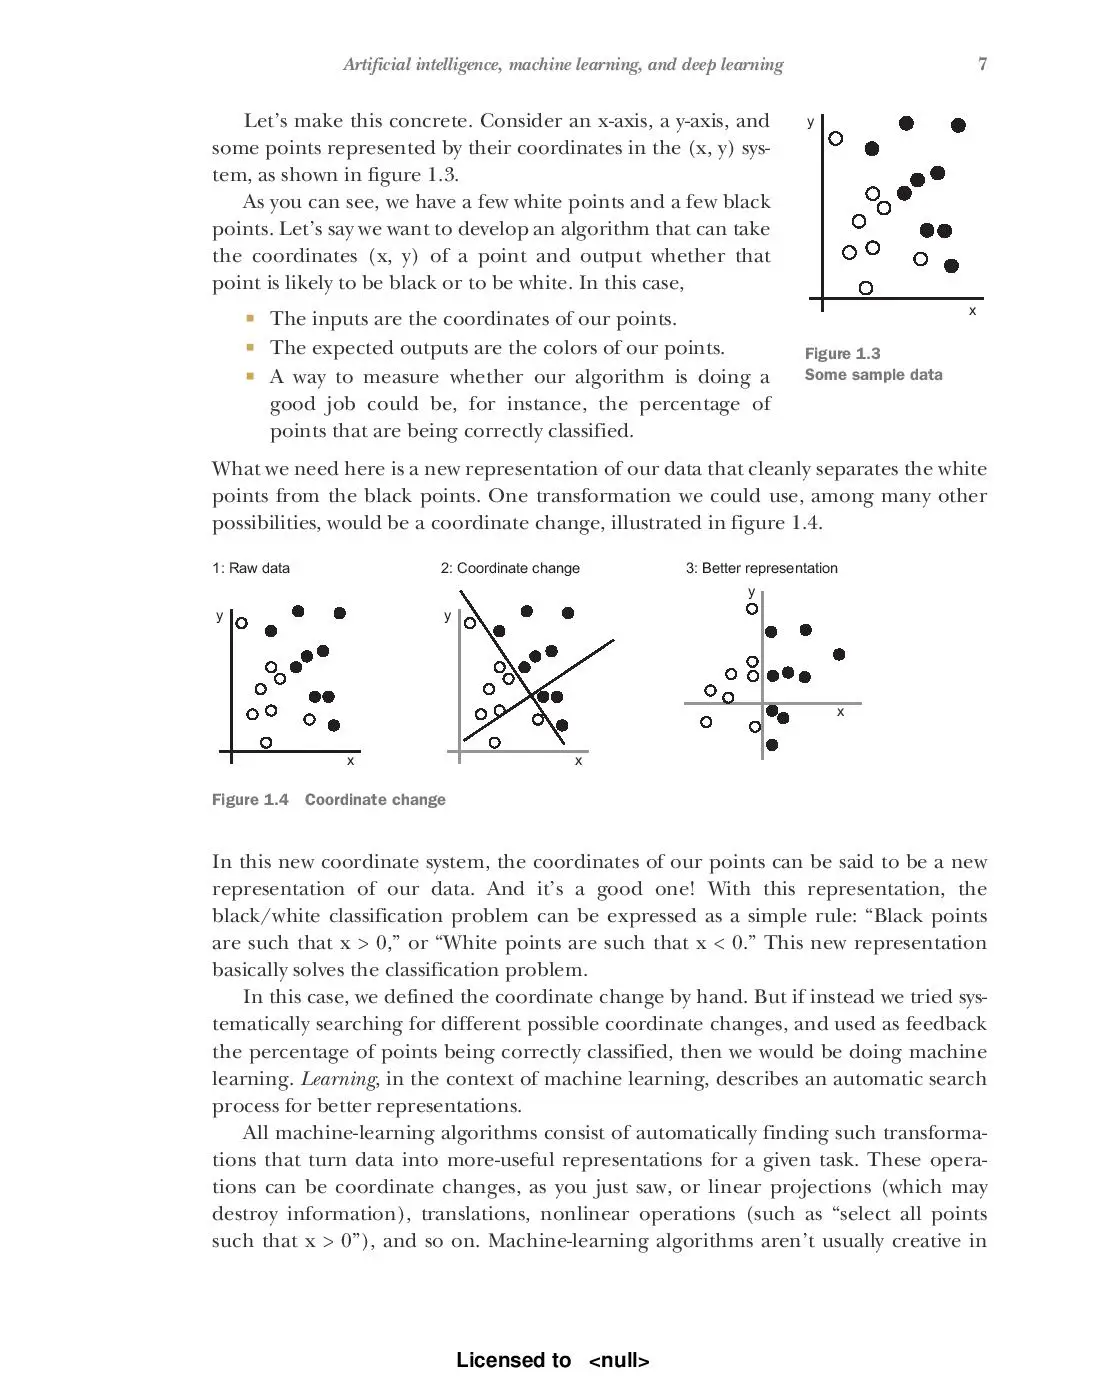 Artificial intelligence, machine learning, and deep learning 7
Let's make this concrete. Consider an x-axis, a y-axis, and
some points represented by their coordinates in the (x, y) sys-
tem, as shown in figure 1.3.
As you can see, we have a few white points and a few black
points. Let's say we want to develop an algorithm that can take
the coordinates (x, y) of a point and output whether that
point is likely to be black or to be white. In this case,
■ The inputs are the coordinates of our points.
■ The expected outputs are the colors of our points.
■ A way to measure whether our algorithm is doing a
good job could be, for instance, the percentage of
points that are being correctly classified.
y
x
Figure 1.3
Some sample data
What we need here is a new representation of our data that cleanly separates the white
points from the black points. One transformation we could use, among many other
possibilities, would be a coordinate change, illustrated in figure 1.4.
1: Raw data
y
x
2: Coordinate change
y
x
3: Better representation
y
x
Figure 1.4 Coordinate change
In this new coordinate system, the coordinates of our points can be said to be a new
representation of our data. And it's a good one! With this representation, the
black/white classification problem can be expressed as a simple rule: “Black points
are such that x > 0,” or “White points are such that x < 0.” This new representation
basically solves the classification problem.
In this case, we defined the coordinate change by hand. But if instead we tried sys-
tematically searching for different possible coordinate changes, and used as feedback
the percentage of points being correctly classified, then we would be doing machine
learning. Learning, in the context of machine learning, describes an automatic search
process for better representations.
All machine-learning algorithms consist of automatically finding such transforma-
tions that turn data into more-useful representations for a given task. These opera-
tions can be coordinate changes, as you just saw, or linear projections (which may
destroy information), translations, nonlinear operations (such as “select all points
such that x > 0”), and so on. Machine-learning algorithms aren't usually creative in
Licensed to <null>